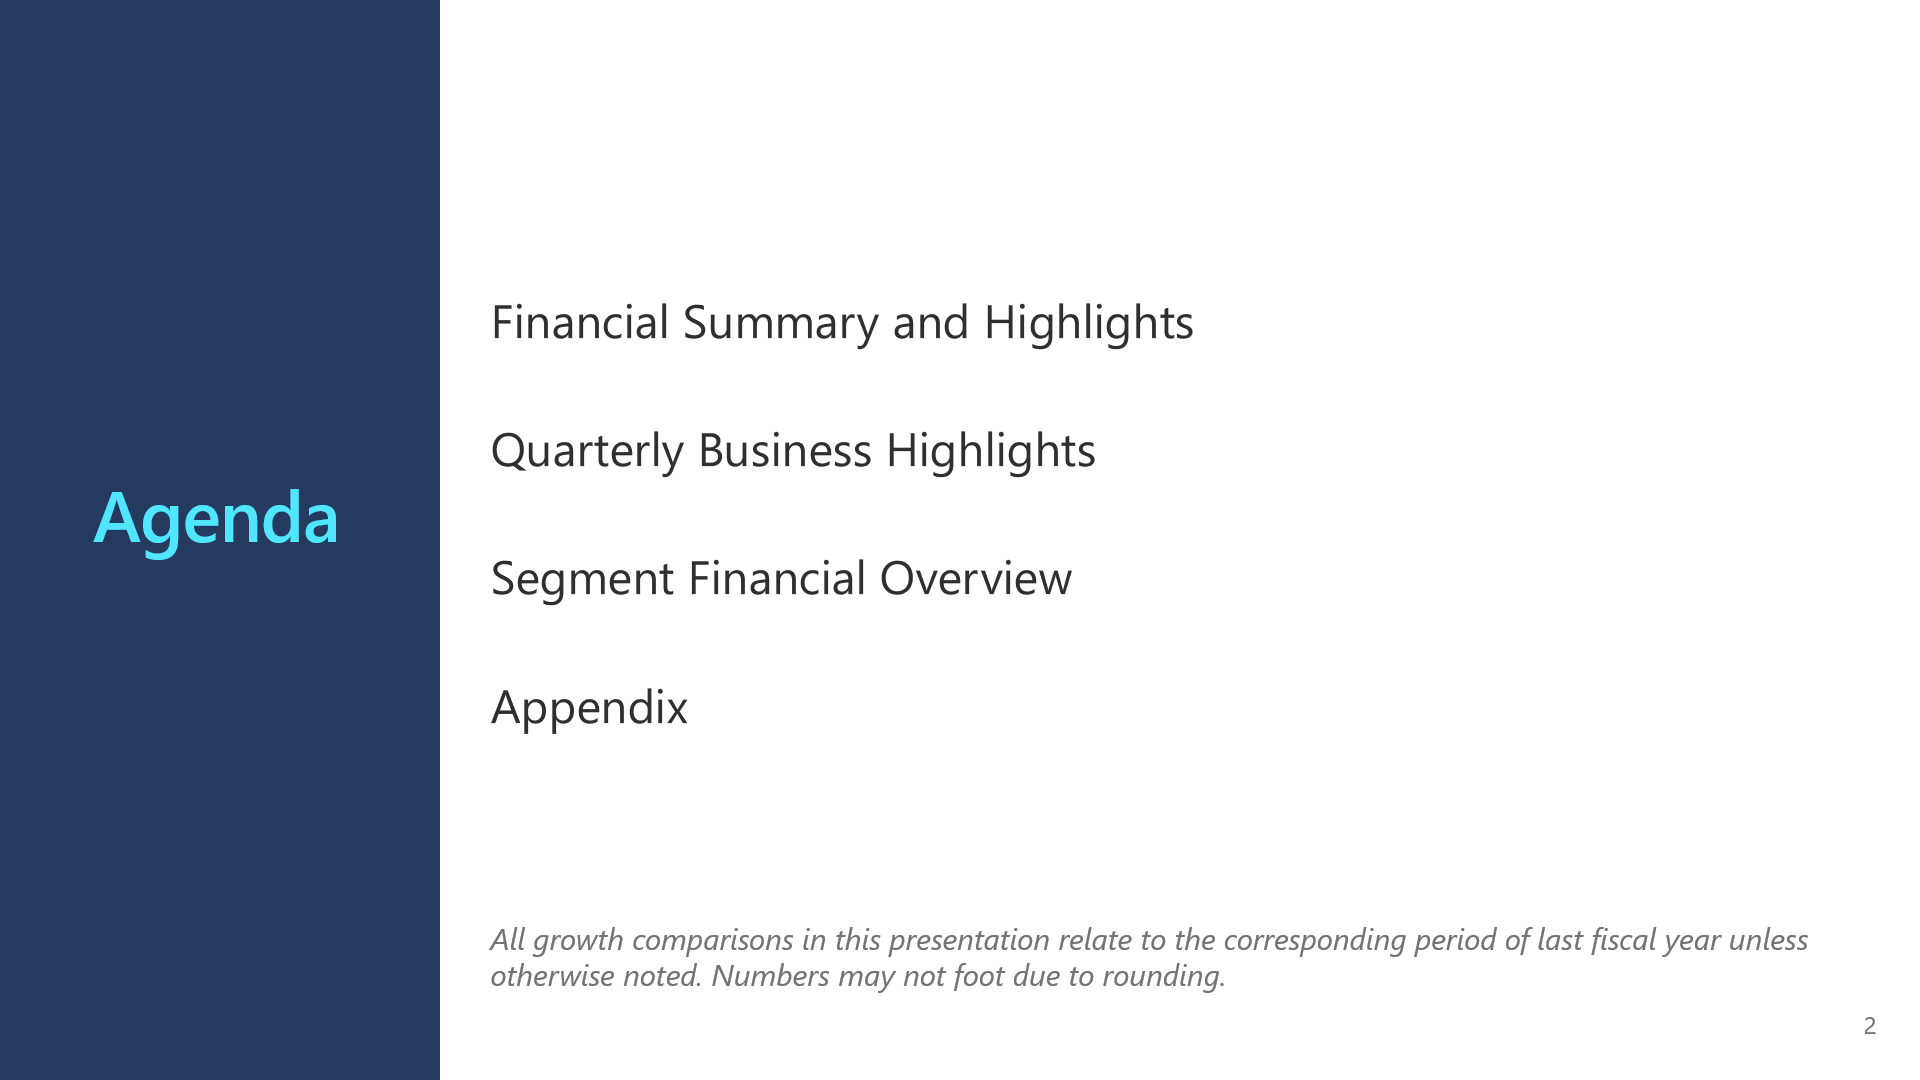 Agenda
Financial Summary and Highlights
Quarterly Business Highlights
Segment Financial Overview
Appendix
All growth comparisons in this presentation relate to the corresponding period of last fiscal year unless
otherwise noted. Numbers may not foot due to rounding.
2